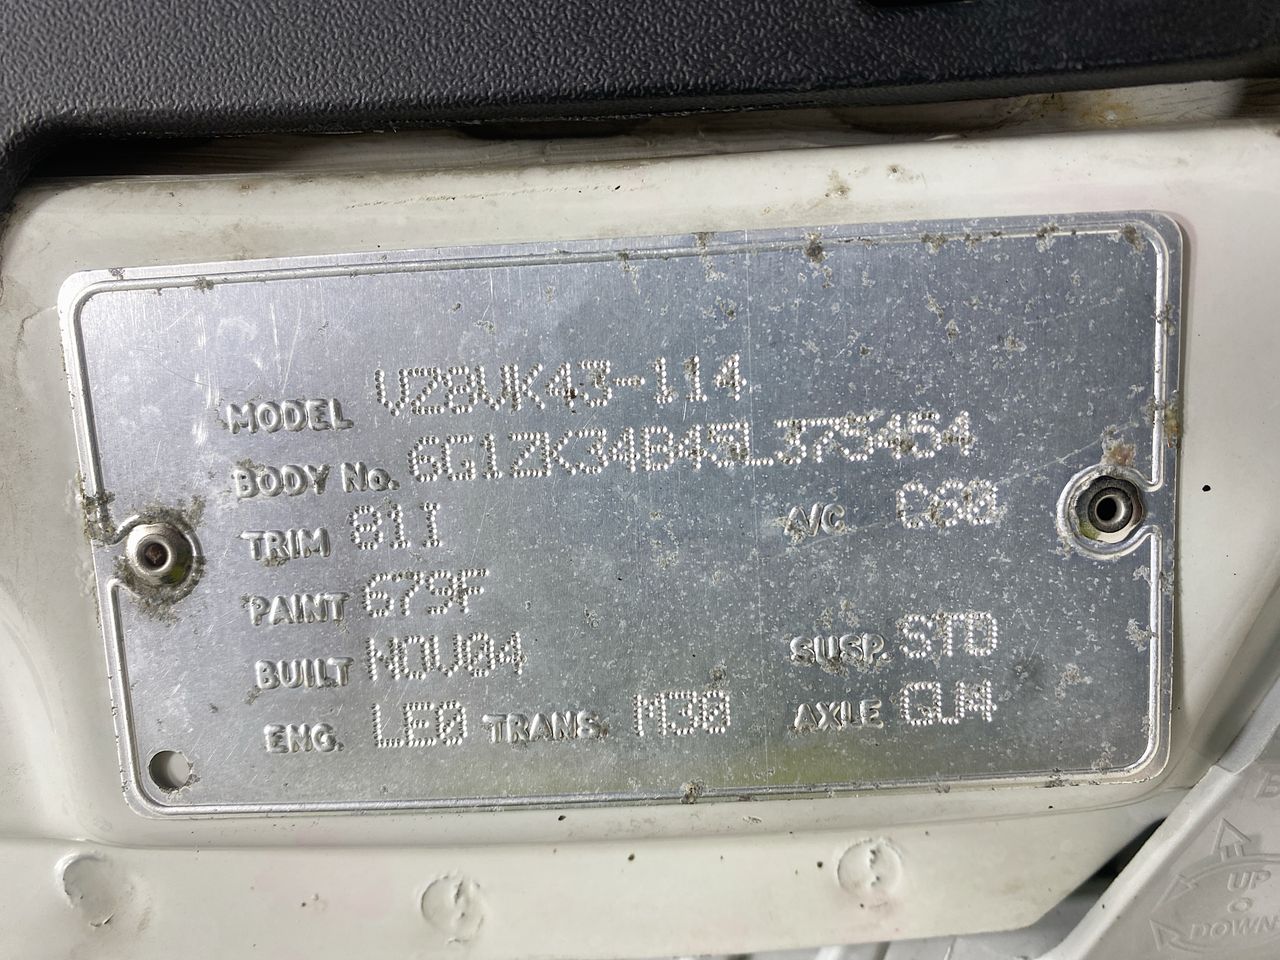 MODEL VZ8VK43-114
BODY No. 6G1ZK34B45L375454
TRIM 81I A/C C60
PAINT 679F
BUILT NOV04 SUSP. STD
ENG. LE0 TRANS. M30 AXLE GU4
UP
DOWN